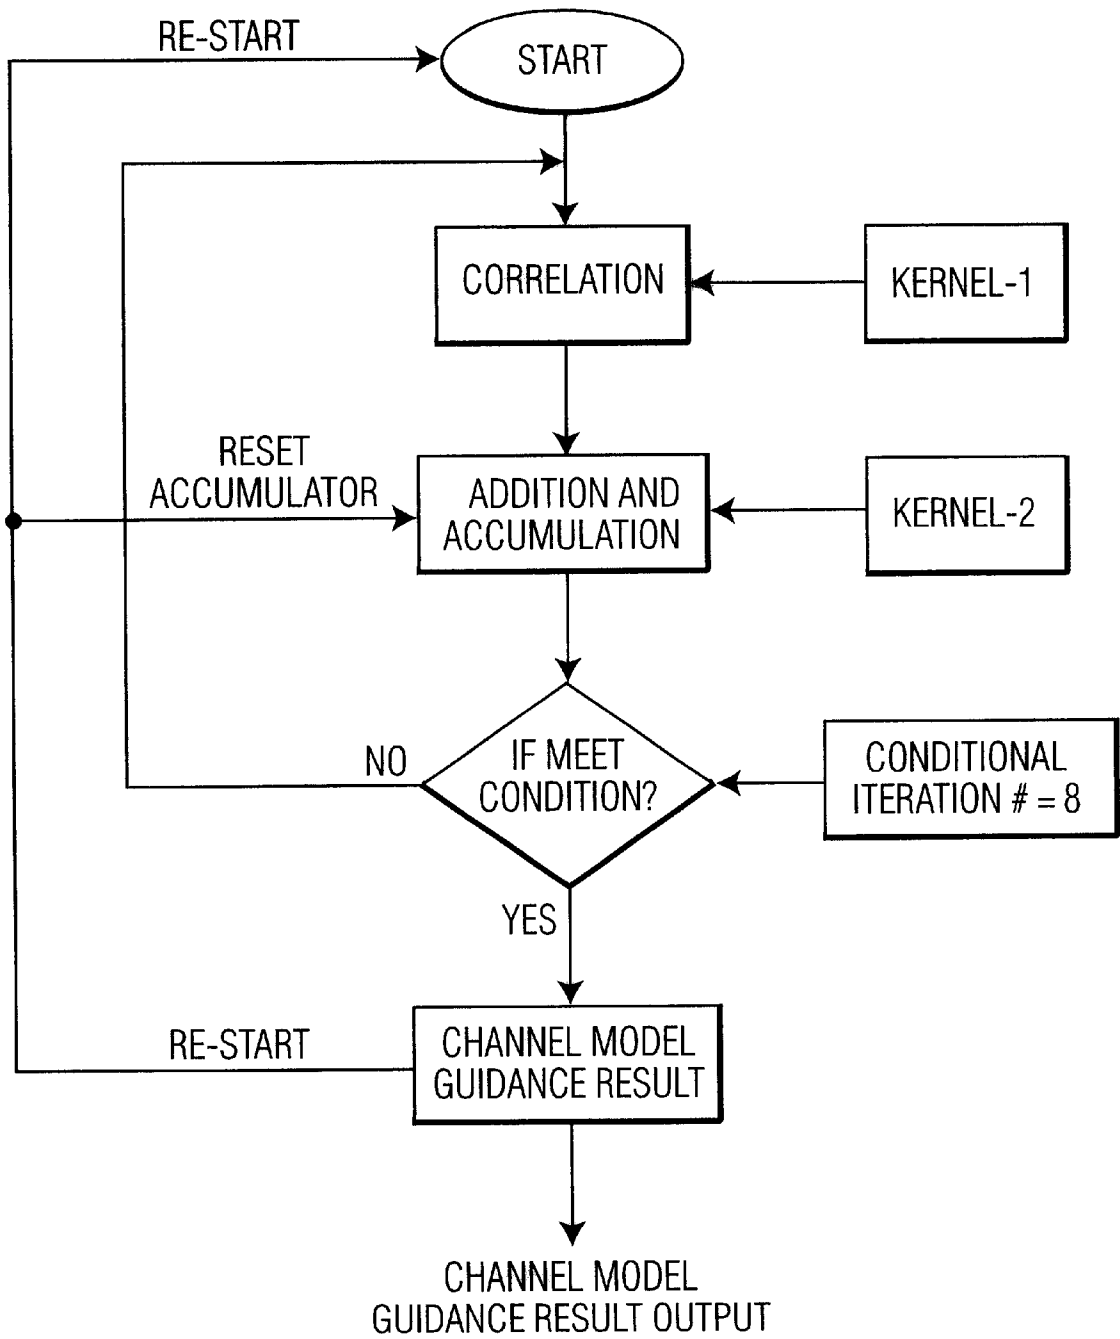 RE-START
START
CORRELATION
KERNEL-1
RESET
ACCUMULATOR
ADDITION AND
ACCUMULATION
KERNEL-2
NO
IF MEET
CONDITION?
CONDITIONAL
ITERATION # = 8
YES
RE-START
CHANNEL MODEL
GUIDANCE RESULT
CHANNEL MODEL
GUIDANCE RESULT OUTPUT